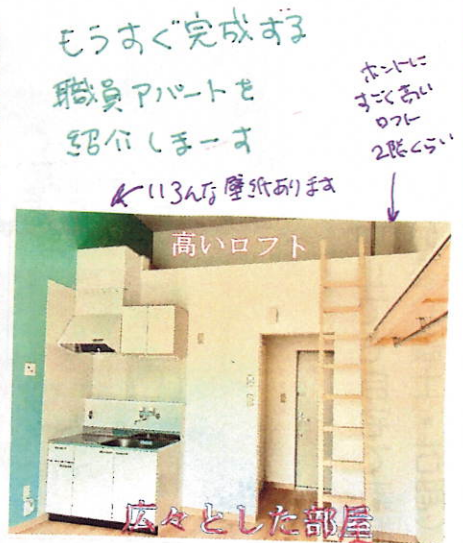 もうすぐ完成する
職員アパートを
紹介しまーす
ホントに
すごく高い
ロフト
2階くらい
←いろんな壁紙あります
高いロフト
広々とした部屋